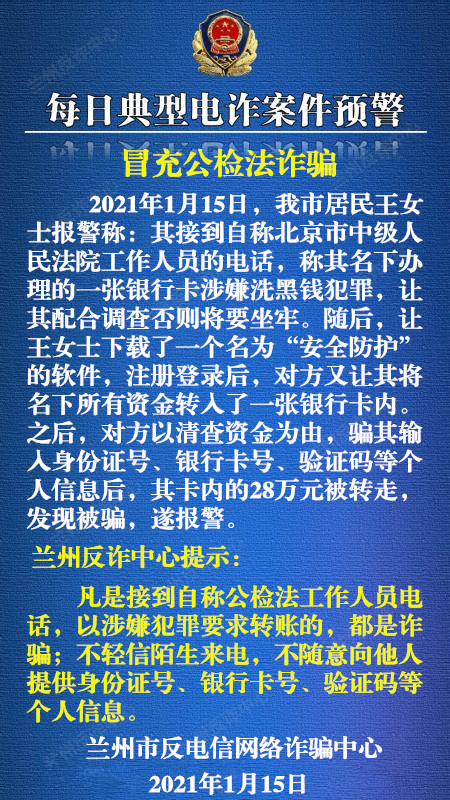 每日典型电诈案件预警
冒充公检法诈骗
2021年1月15日，我市居民王女
士报警称：其接到自称北京市中级人
民法院工作人员的电话，称其名下办
理的一张银行卡涉嫌洗黑钱犯罪，让
其配合调查否则将要坐牢。随后，让
王女士下载了一个名为“安全防护”
的软件，注册登录后，对方又让其将
名下所有资金转入了一张银行卡内。
之后，对方以清查资金为由，骗其输
入身份证号、银行卡号、验证码等个
人信息后，其卡内的28万元被转走，
发现被骗，遂报警。
兰州反诈中心提示：
凡是接到自称公检法工作人员电
话，以涉嫌犯罪要求转账的，都是诈
骗；不轻信陌生来电，不随意向他人
提供身份证号、银行卡号、验证码等
个人信息。
兰州市反电信网络诈骗中心
2021年1月15日